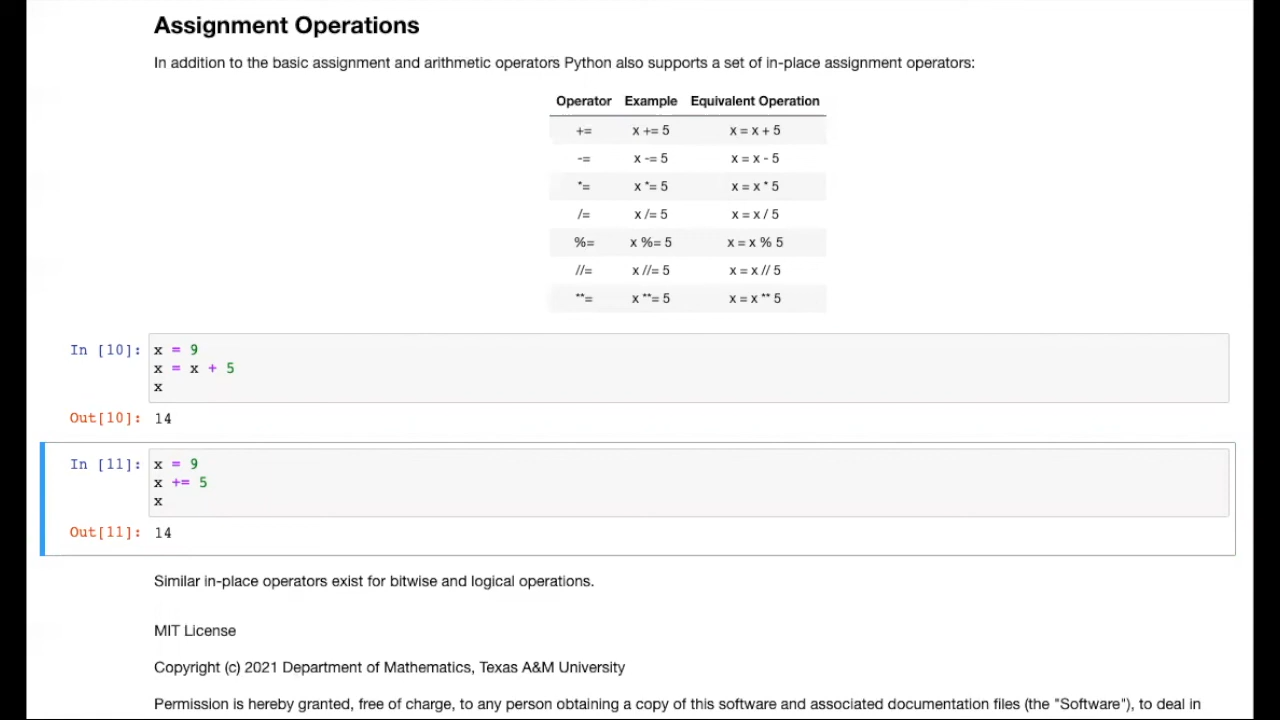 Assignment Operations
In addition to the basic assignment and arithmetic operators Python also supports a set of in-place assignment operators:
Operator Example Equivalent Operation
+= x += 5 x = x + 5
-= x -= 5 x = x - 5
*= x *= 5 x = x * 5
/= x /= 5 x = x / 5
%= x %= 5 x = x % 5
//= x //= 5 x = x // 5
**= x **= 5 x = x ** 5
In [10]: x = 9
x = x + 5
x
Out[10]: 14
In [11]: x = 9
x += 5
x
Out[11]: 14
Similar in-place operators exist for bitwise and logical operations.
MIT License
Copyright (c) 2021 Department of Mathematics, Texas A&M University
Permission is hereby granted, free of charge, to any person obtaining a copy of this software and associated documentation files (the "Software"), to deal in